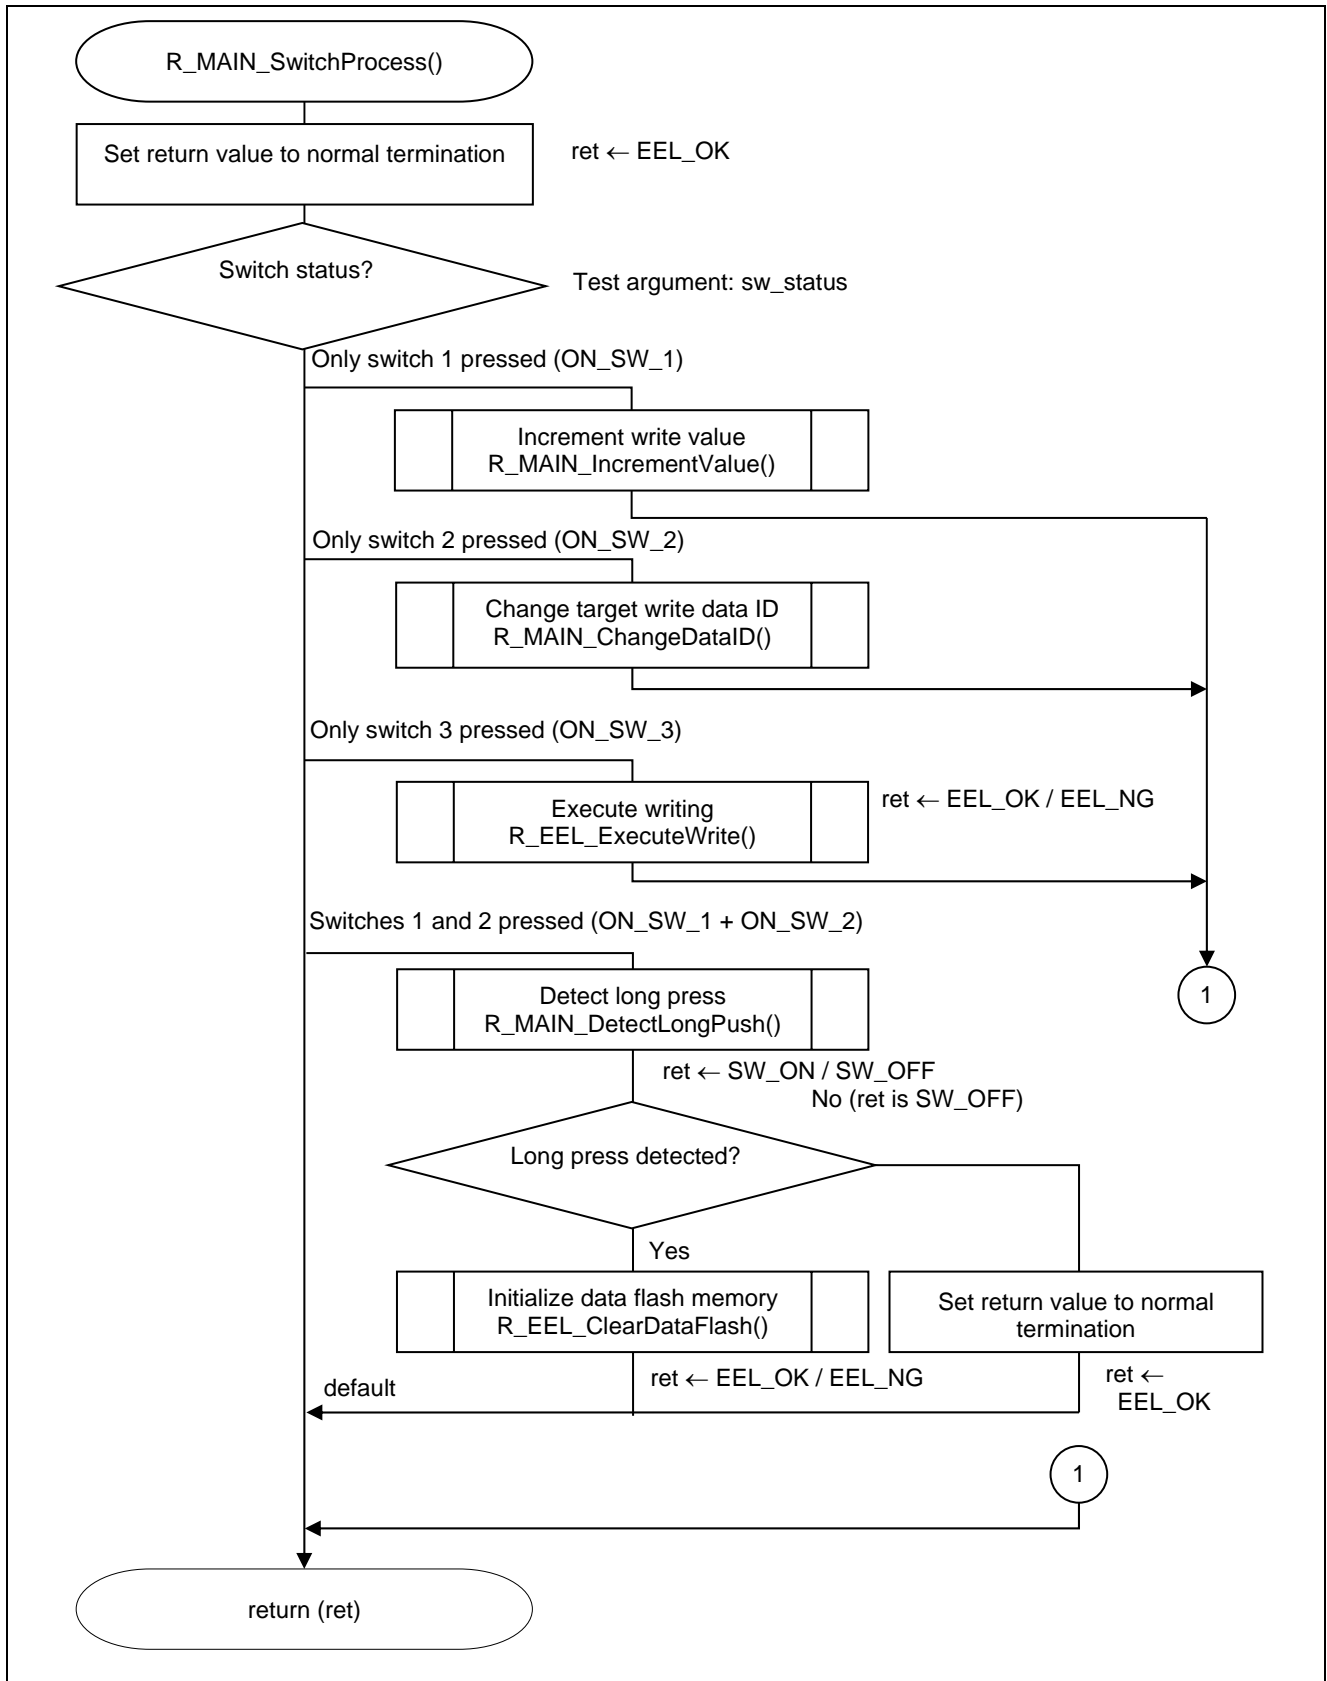 R_MAIN_SwitchProcess()
Set return value to normal termination
ret ← EEL_OK
Switch status?
Test argument: sw_status
Only switch 1 pressed (ON_SW_1)
Increment write value
R_MAIN_IncrementValue()
Only switch 2 pressed (ON_SW_2)
Change target write data ID
R_MAIN_ChangeDataID()
Only switch 3 pressed (ON_SW_3)
Execute writing
R_EEL_ExecuteWrite()
ret ← EEL_OK / EEL_NG
Switches 1 and 2 pressed (ON_SW_1 + ON_SW_2)
Detect long press
R_MAIN_DetectLongPush()
1
ret ← SW_ON / SW_OFF
No (ret is SW_OFF)
Long press detected?
Yes
Initialize data flash memory
R_EEL_ClearDataFlash()
Set return value to normal
termination
ret ← EEL_OK / EEL_NG
ret ←
EEL_OK
default
1
return (ret)